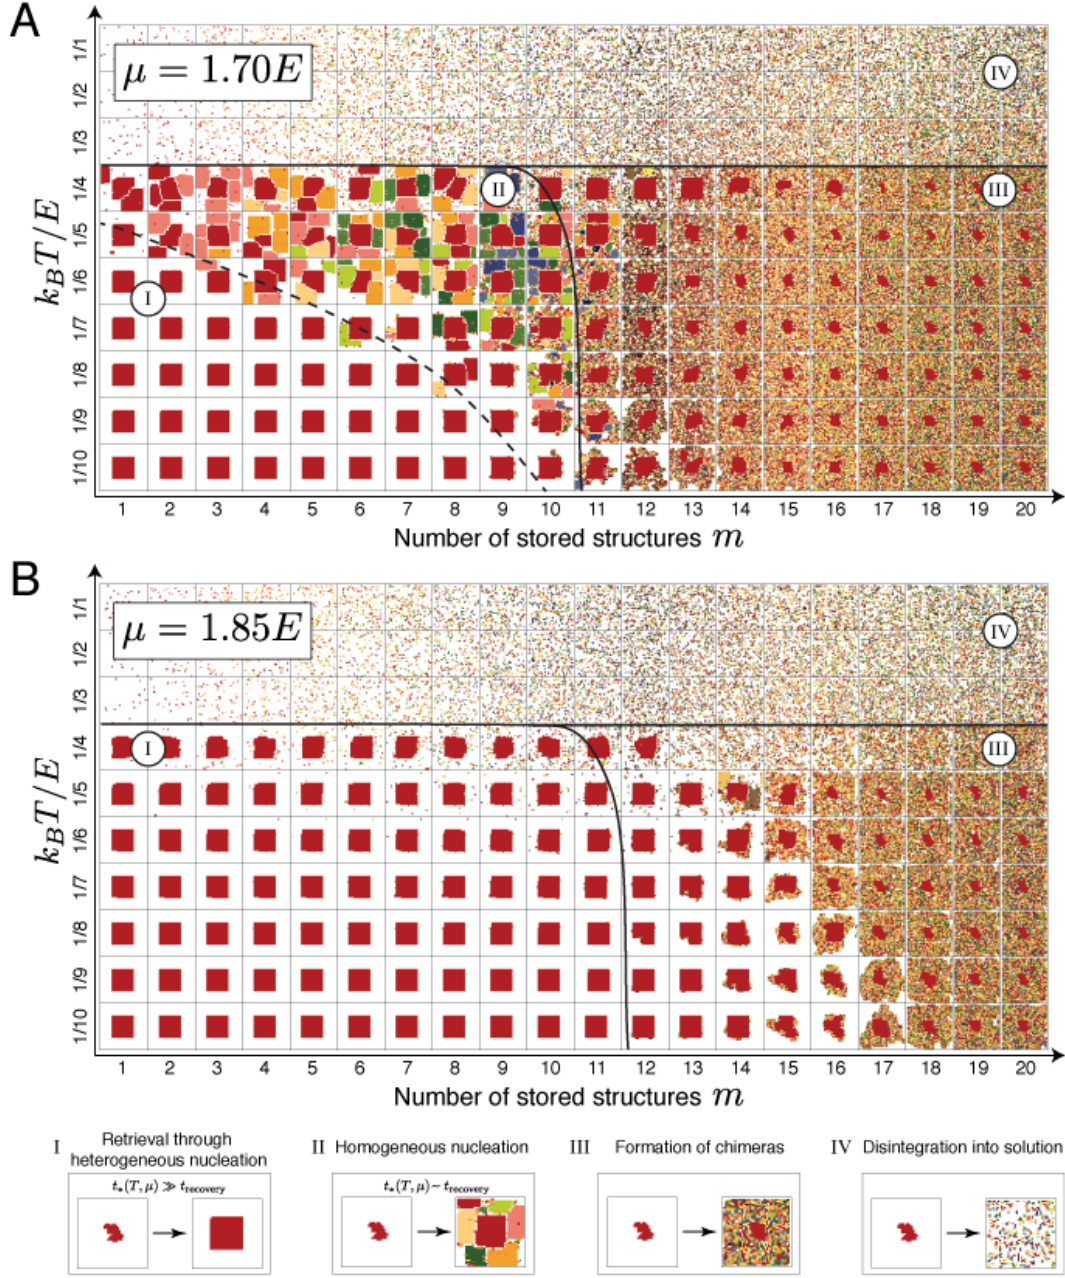 A
μ = 1.70E
IV
1/1
1/2
1/3
1/4
1/5
1/6
1/7
1/8
1/9
1/10
k_BT/E
II
III
I
1 2 3 4 5 6 7 8 9 10 11 12 13 14 15 16 17 18 19 20
Number of stored structures m
B
μ = 1.85E
IV
1/1
1/2
1/3
1/4
1/5
1/6
1/7
1/8
1/9
1/10
k_BT/E
I
III
1 2 3 4 5 6 7 8 9 10 11 12 13 14 15 16 17 18 19 20
Number of stored structures m
I Retrieval through
heterogeneous nucleation
t_*(T, μ) ≫ t_recovery
II Homogeneous nucleation
t_*(T, μ) ~ t_recovery
III Formation of chimeras
IV Disintegration into solution